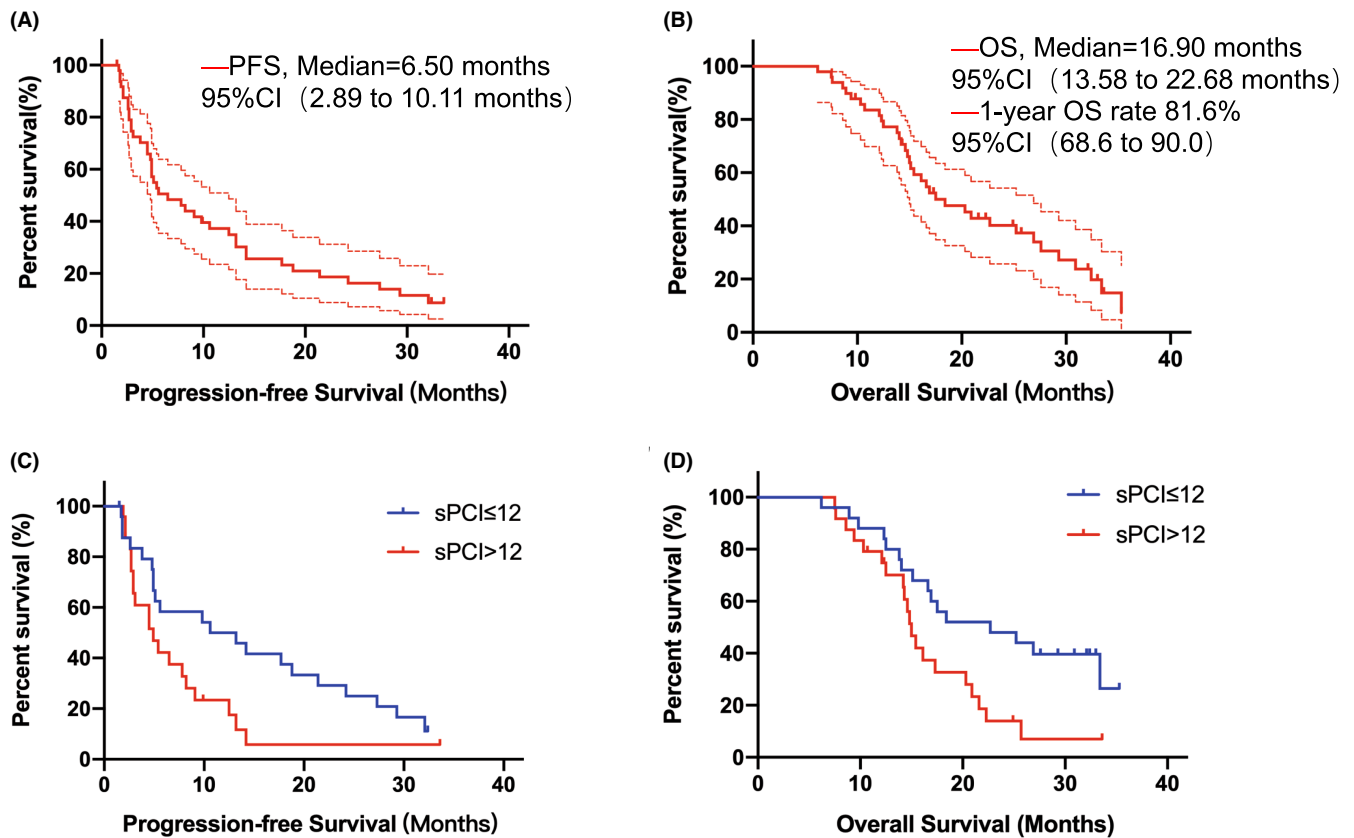 (A)
—PFS, Median=6.50 months
95%CI（2.89 to 10.11 months）
Percent survival(%)
100
80
60
40
20
0
0 10 20 30 40
Progression-free Survival (Months)
(B)
—OS, Median=16.90 months
95%CI（13.58 to 22.68 months）
—1-year OS rate 81.6%
95%CI（68.6 to 90.0）
Percent survival(%)
100
80
60
40
20
0
0 10 20 30 40
Overall Survival (Months)
(C)
sPCI≤12
sPCI>12
Percent survival (%)
100
80
60
40
20
0
0 10 20 30 40
Progression-free Survival (Months)
(D)
sPCI≤12
sPCI>12
Percent survival (%)
100
80
60
40
20
0
0 10 20 30 40
Overall Survival (Months)